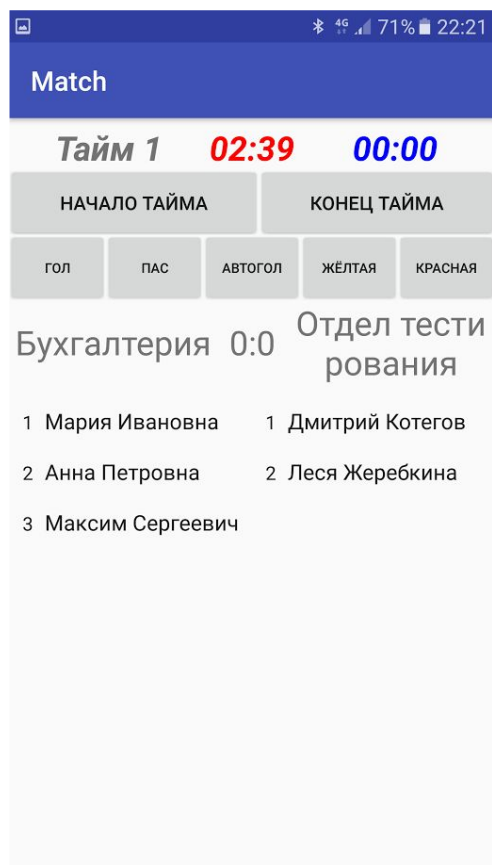 4G 71% 22:21
Match
Тайм 1 02:39 00:00
НАЧАЛО ТАЙМА КОНЕЦ ТАЙМА
ГОЛ ПАС АВТОГОЛ ЖЁЛТАЯ КРАСНАЯ
Бухгалтерия 0:0 Отдел тести
рования
1 Мария Ивановна 1 Дмитрий Котегов
2 Анна Петровна 2 Леся Жеребкина
3 Максим Сергеевич